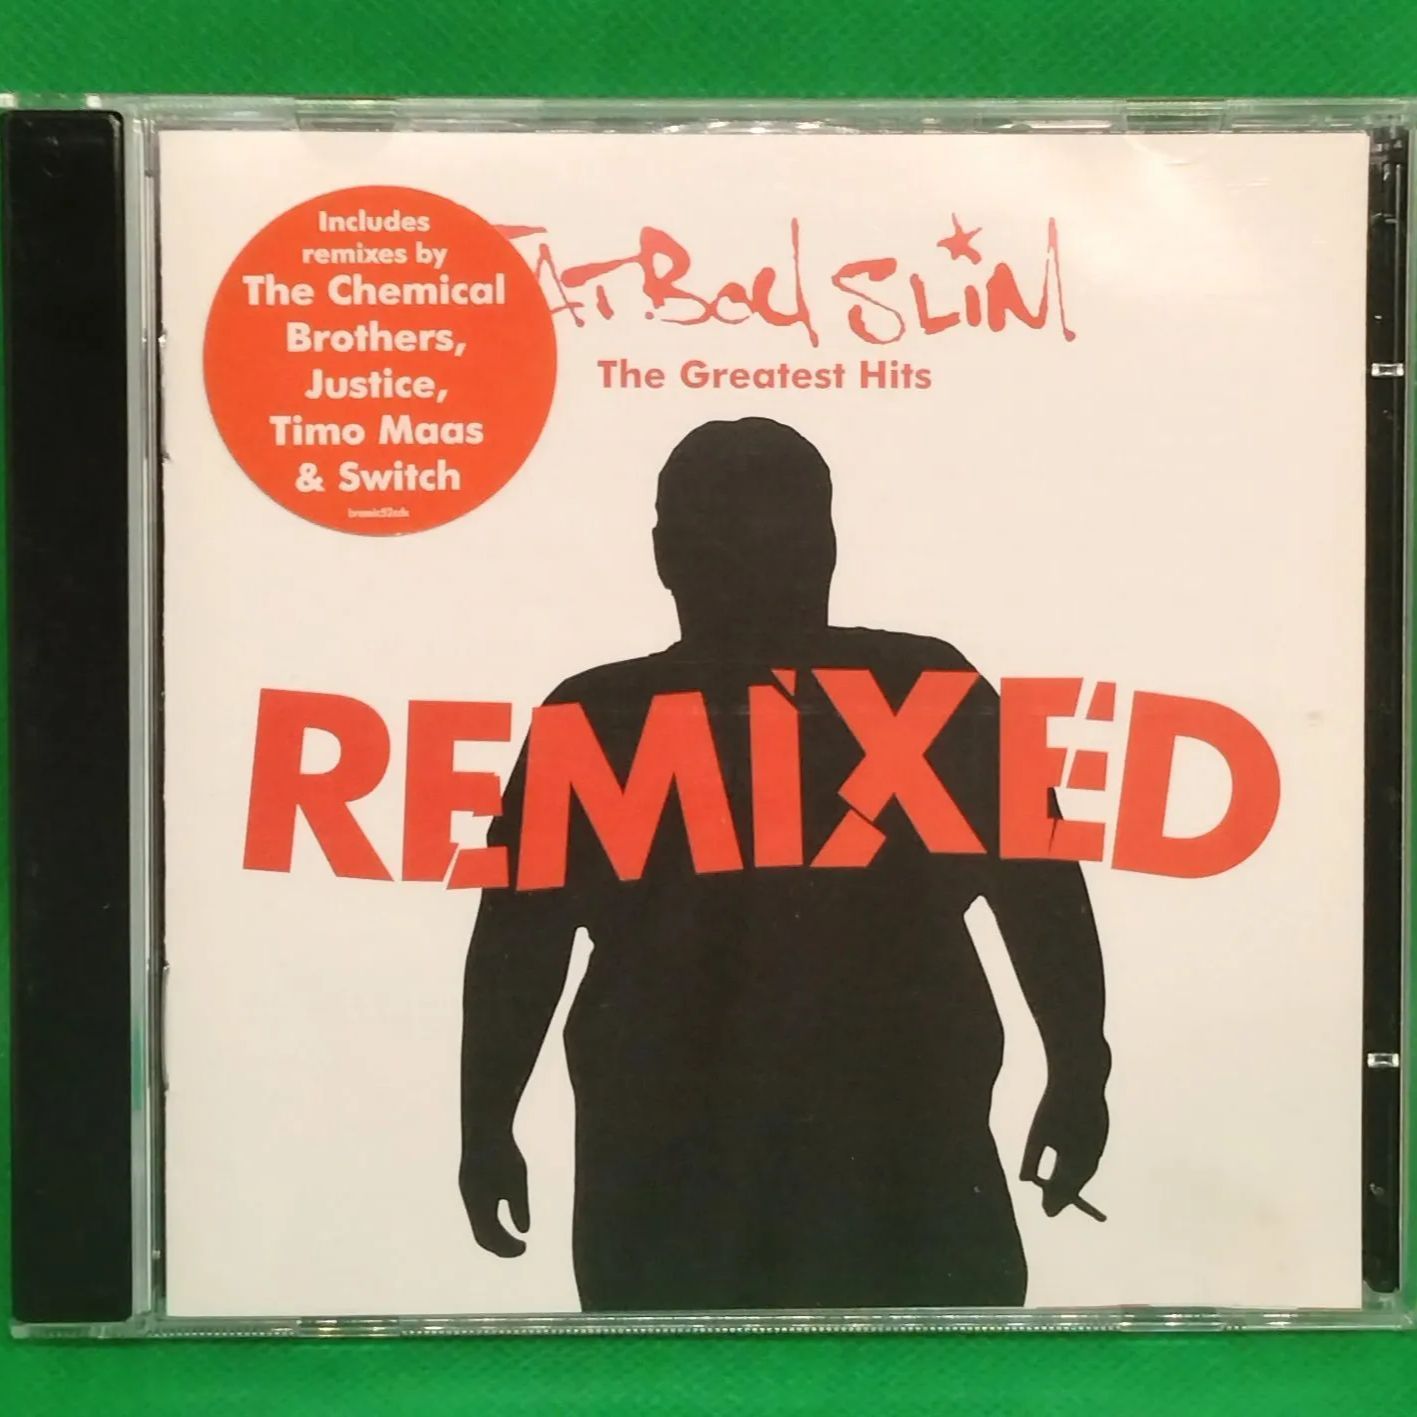 Includes
remixes by
The Chemical
Brothers,
Justice,
Timo Maas
& Switch
FATBOY SLIM
The Greatest Hits
REMIXED